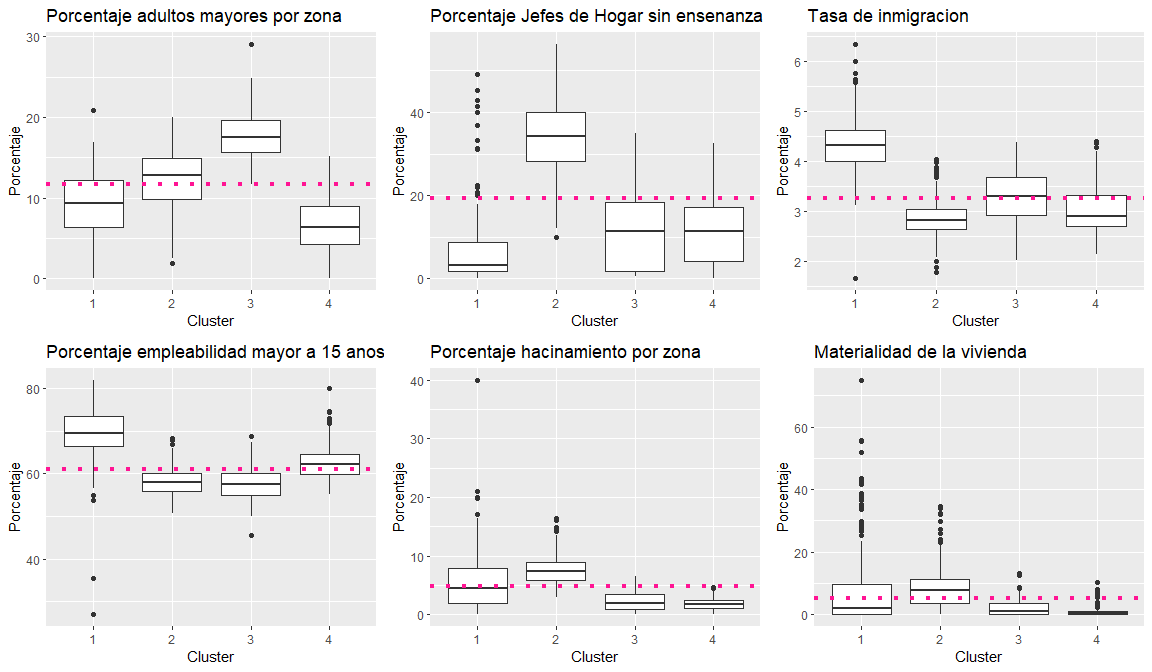 Porcentaje adultos mayores por zona
Porcentaje
30
20
10
0
1 2 3 4
Cluster
Porcentaje Jefes de Hogar sin ensenanza
Porcentaje
40
20
0
1 2 3 4
Cluster
Tasa de inmigracion
Porcentaje
6
5
4
3
2
1 2 3 4
Cluster
Porcentaje empleabilidad mayor a 15 anos
Porcentaje
80
60
40
1 2 3 4
Cluster
Porcentaje hacinamiento por zona
Porcentaje
40
30
20
10
0
1 2 3 4
Cluster
Materialidad de la vivienda
Porcentaje
60
40
20
0
1 2 3 4
Cluster